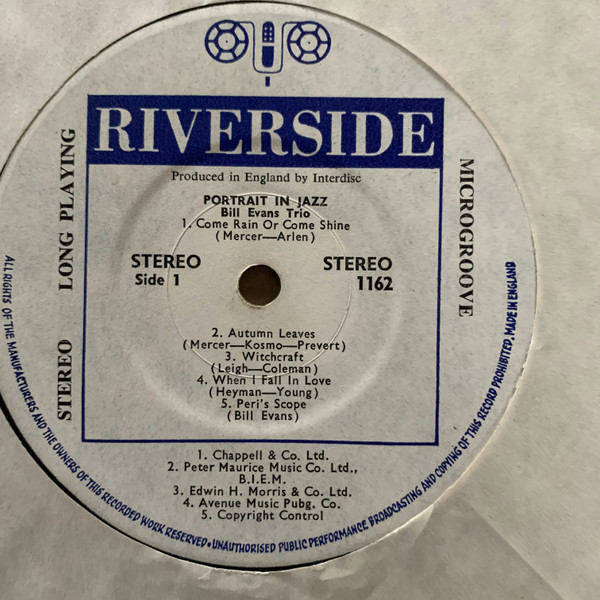 RIVERSIDE
Produced in England by Interdisc
PORTRAIT IN JAZZ
Bill Evans Trio
1. Come Rain Or Come Shine
(Mercer—Arlen)
STEREO
Side 1
STEREO
1162
2. Autumn Leaves
(Mercer—Kosmo—Prevert)
3. Witchcraft
(Leigh—Coleman)
4. When I Fall In Love
(Heyman—Young)
5. Peri's Scope
(Bill Evans)
1. Chappell & Co. Ltd.
2. Peter Maurice Music Co. Ltd.,
B.I.E.M.
3. Edwin H. Morris & Co. Ltd.
4. Avenue Music Pubg. Co.
5. Copyright Control
STEREO LONG PLAYING
MICROGROOVE
ALL RIGHTS OF THE MANUFACTURERS AND THE OWNERS OF THIS RECORDED WORK RESERVED • UNAUTHORISED PUBLIC PERFORMANCE BROADCASTING AND COPYING OF THIS RECORD PROHIBITED. MADE IN ENGLAND